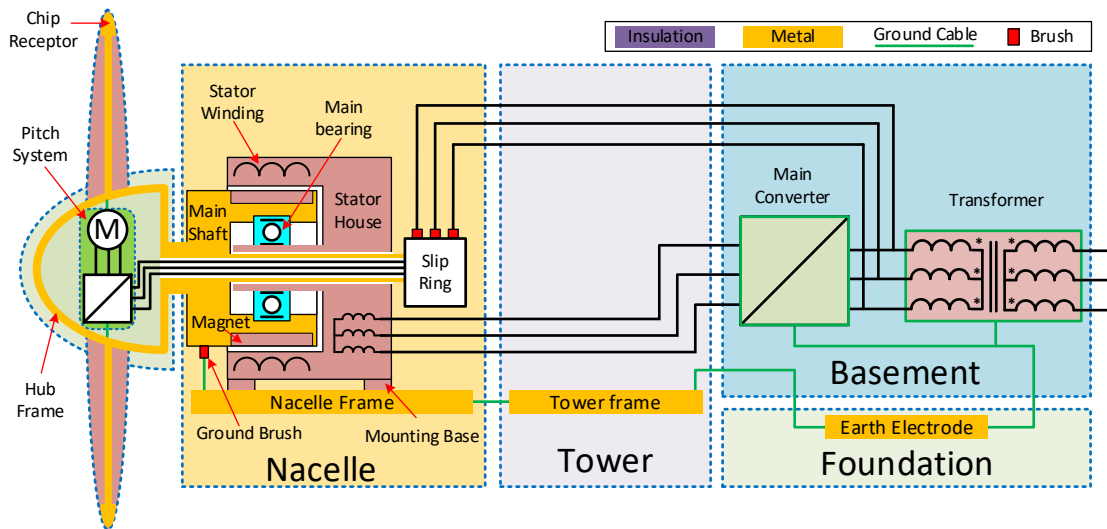 Chip
Receptor
Insulation
Metal
Ground Cable
Brush
Stator
Winding
Main
bearing
Pitch
System
M
Main
Shaft
Stator
House
Slip
Ring
Magnet
Hub
Frame
Nacelle Frame
Ground Brush
Mounting Base
Nacelle
Tower frame
Tower
Main
Converter
Transformer
* *
* *
* *
Basement
Earth Electrode
Foundation